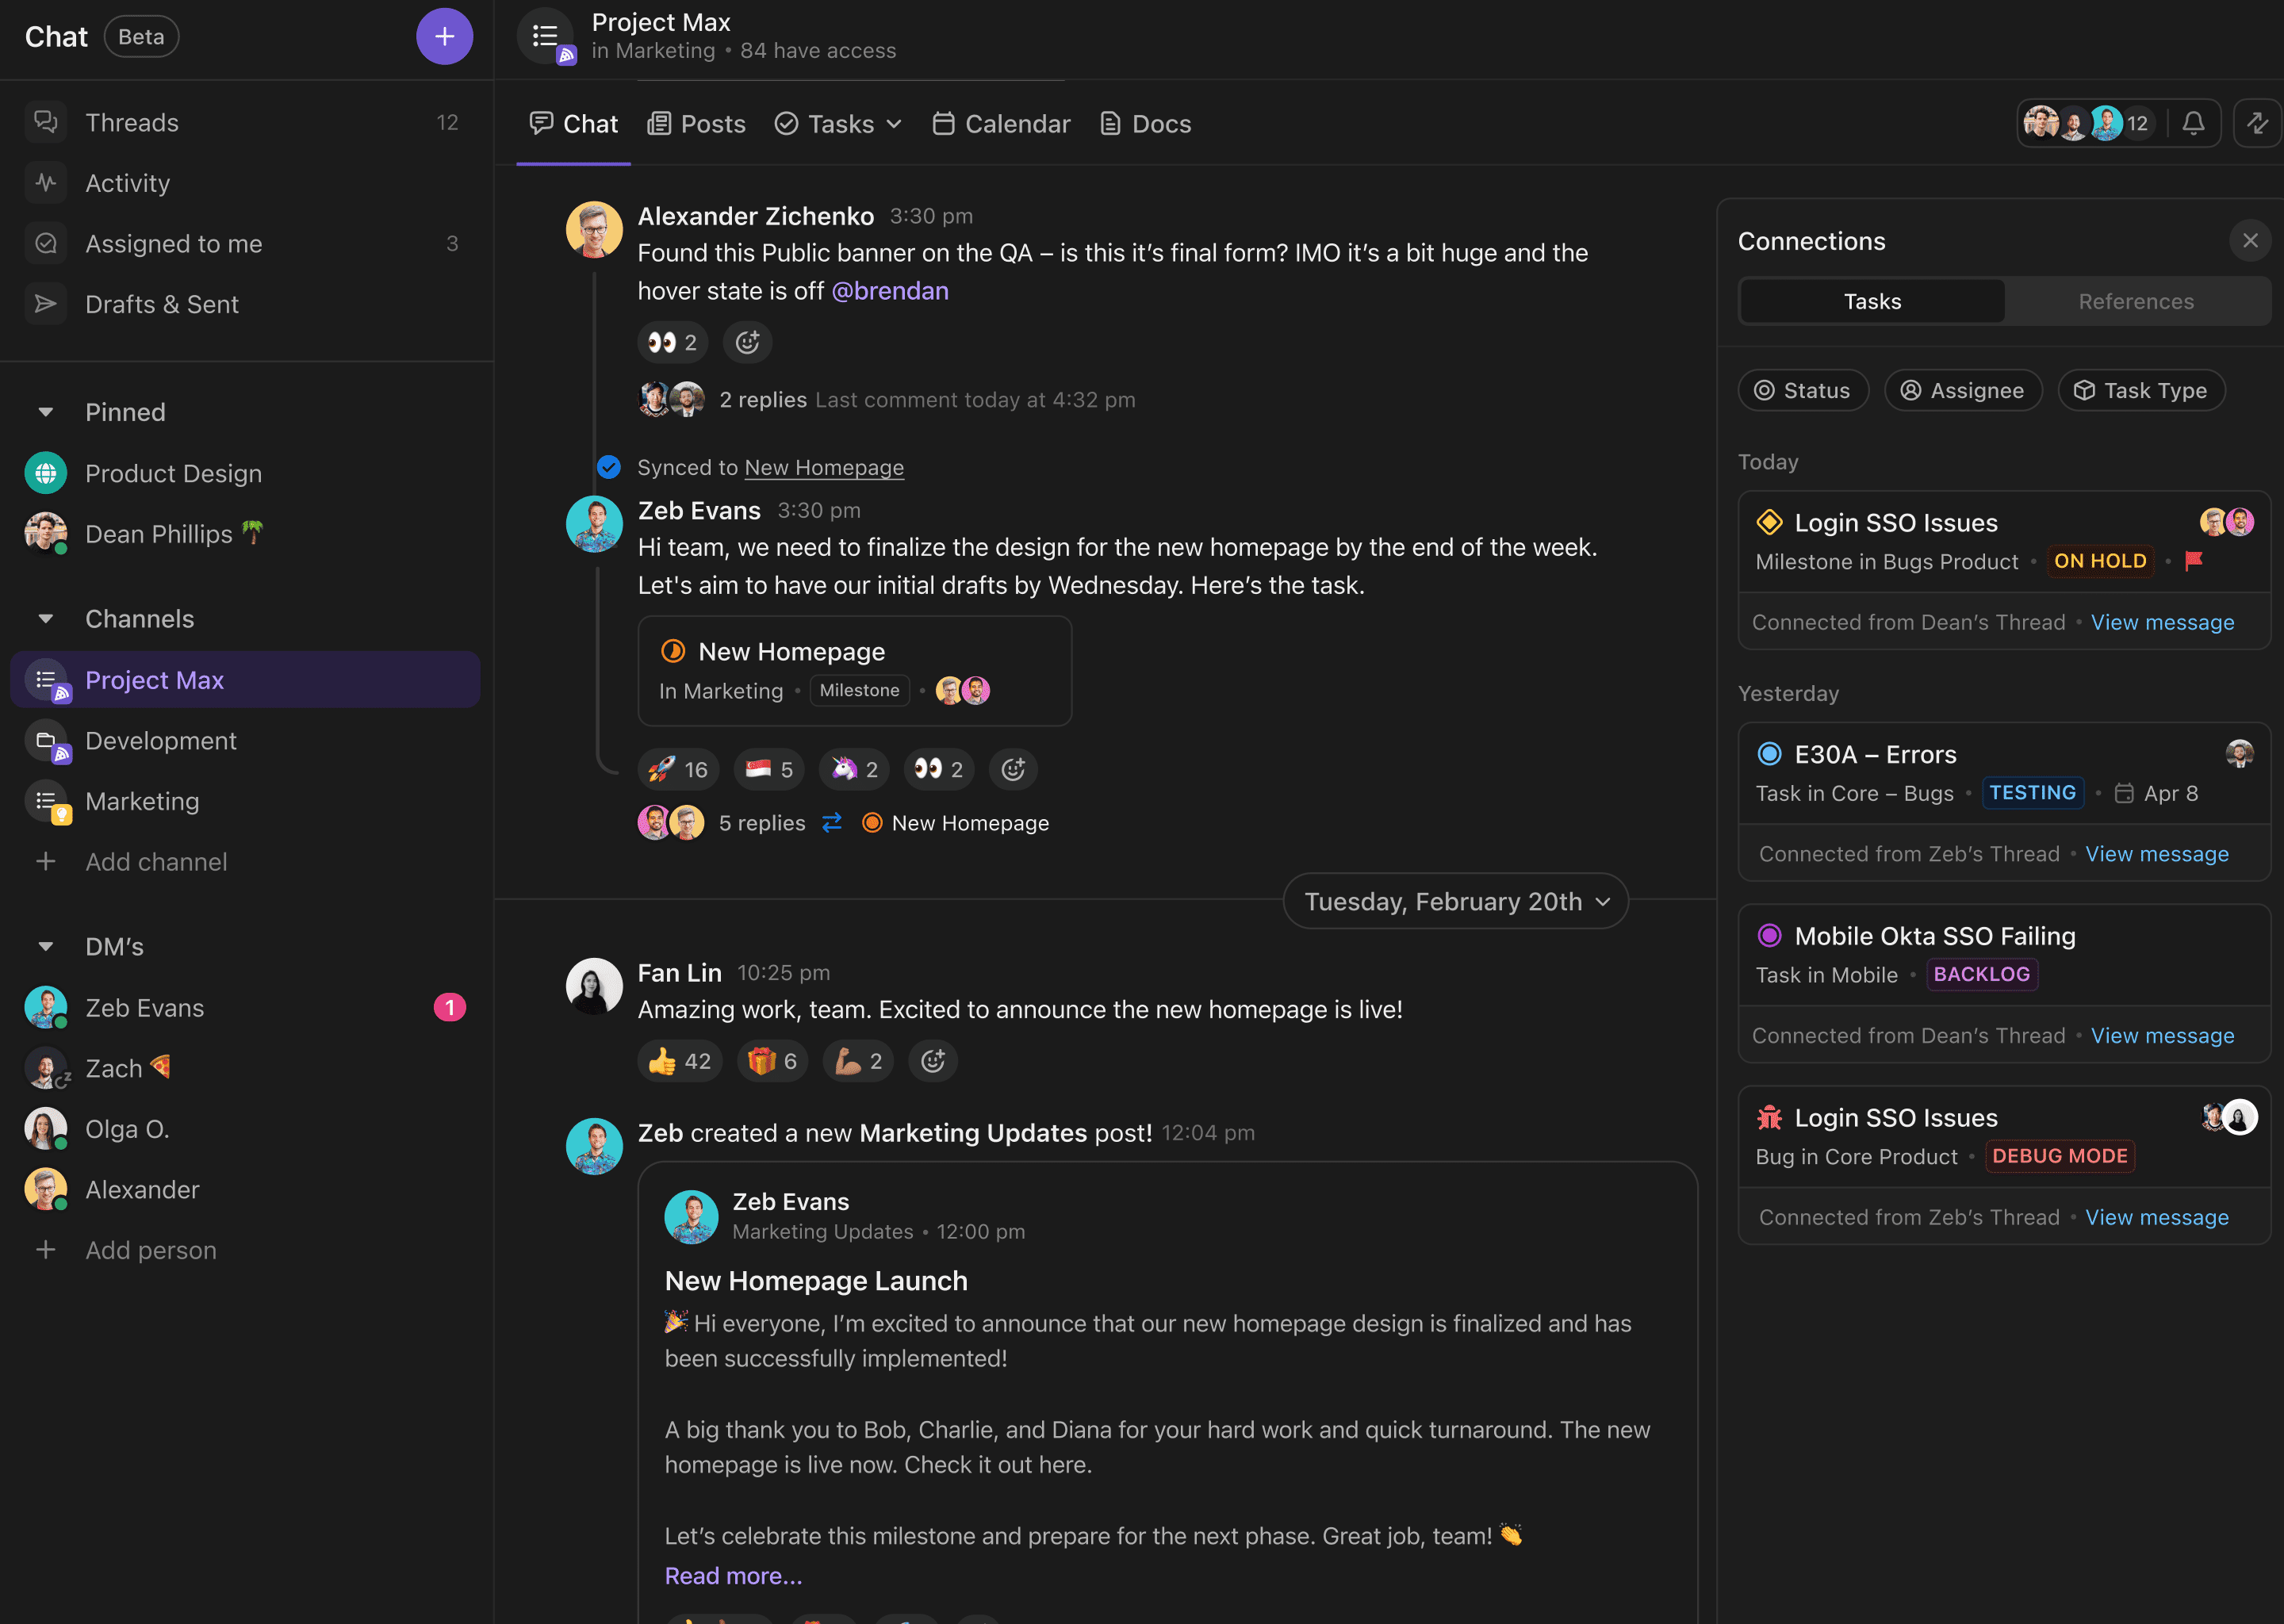 Chat Beta
Threads 12
Activity
Assigned to me 3
Drafts & Sent
Pinned
Product Design
Dean Phillips 🌴
Channels
Project Max
Development
Marketing
Add channel
DM’s
Zeb Evans 1
Zach 🍕
Olga O.
Alexander
Add person
Project Max
in Marketing • 84 have access
Chat Posts Tasks Calendar Docs
12
Alexander Zichenko 3:30 pm
Found this Public banner on the QA – is this it’s final form? IMO it’s a bit huge and the
hover state is off @brendan
👀 2
2 replies Last comment today at 4:32 pm
Synced to New Homepage
Zeb Evans 3:30 pm
Hi team, we need to finalize the design for the new homepage by the end of the week.
Let's aim to have our initial drafts by Wednesday. Here’s the task.
New Homepage
In Marketing • Milestone •
🚀 16 🇸🇬 5 🦄 2 👀 2
5 replies New Homepage
Tuesday, February 20th
Fan Lin 10:25 pm
Amazing work, team. Excited to announce the new homepage is live!
👍 42 🎁 6 💪🏽 2
Zeb created a new Marketing Updates post! 12:04 pm
Zeb Evans
Marketing Updates • 12:00 pm
New Homepage Launch
🎉 Hi everyone, I’m excited to announce that our new homepage design is finalized and has
been successfully implemented!
A big thank you to Bob, Charlie, and Diana for your hard work and quick turnaround. The new
homepage is live now. Check it out here.
Let’s celebrate this milestone and prepare for the next phase. Great job, team! 👏
Read more...
Connections
Tasks References
Status Assignee Task Type
Today
Login SSO Issues
Milestone in Bugs Product • ON HOLD •
Connected from Dean’s Thread • View message
Yesterday
E30A – Errors
Task in Core – Bugs • TESTING • Apr 8
Connected from Zeb’s Thread • View message
Mobile Okta SSO Failing
Task in Mobile • BACKLOG
Connected from Dean’s Thread • View message
Login SSO Issues
Bug in Core Product • DEBUG MODE
Connected from Zeb’s Thread • View message